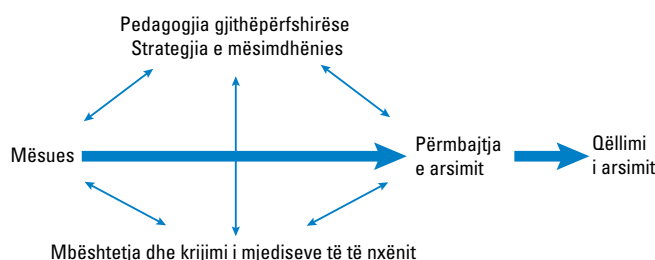 Pedagogjia gjithëpërfshirëse
Strategjia e mësimdhënies
Mësues
Përmbajtja
e arsimit
Qëllimi
i arsimit
Mbështetja dhe krijimi i mjediseve të të nxënit